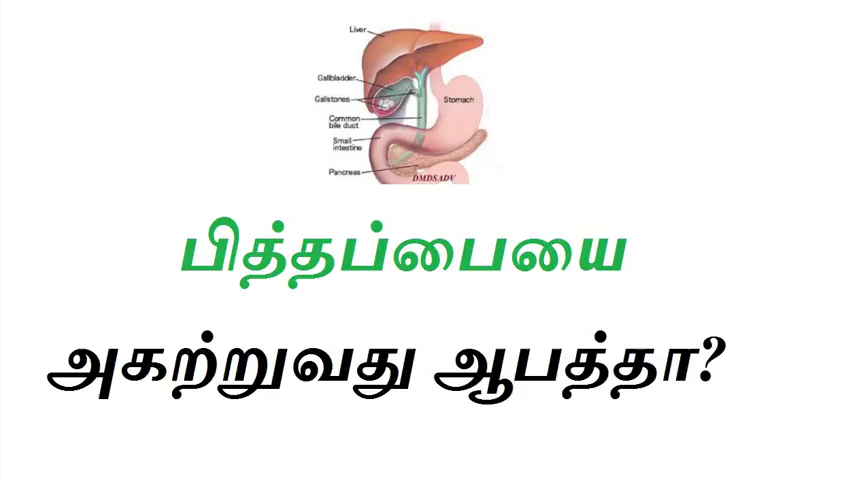 Liver
Gallbladder
Gallstones
Stomach
Common
bile duct
Small
intestine
Pancreas
DMDSADV
பித்தப்பையை
அகற்றுவது ஆபத்தா?